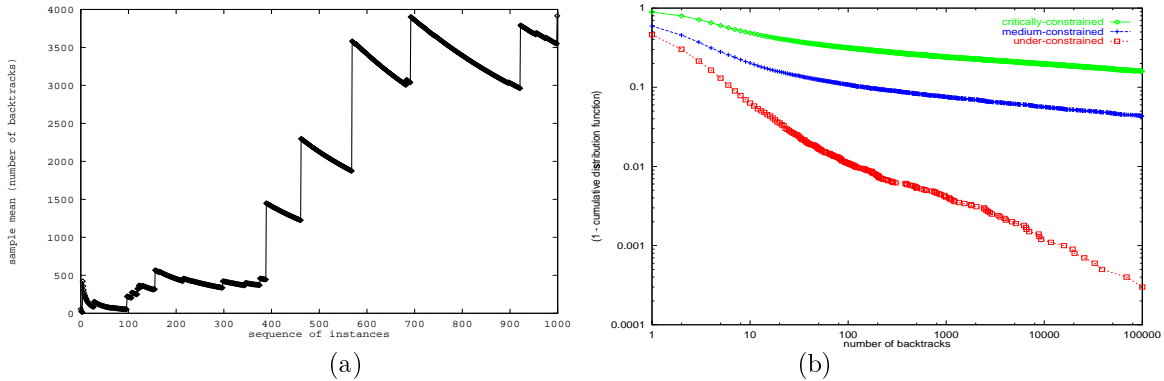 sample mean (number of backtracks)
4000
3500
3000
2500
2000
1500
1000
500
0
0 100 200 300 400 500 600 700 800 900 1000
sequence of instances
(a)
(1 - cumulative distribution function)
1
0.1
0.01
0.001
0.0001
critically-constrained
medium-constrained
under-constrained
1 10 100 1000 10000 100000
number of backtracks
(b)